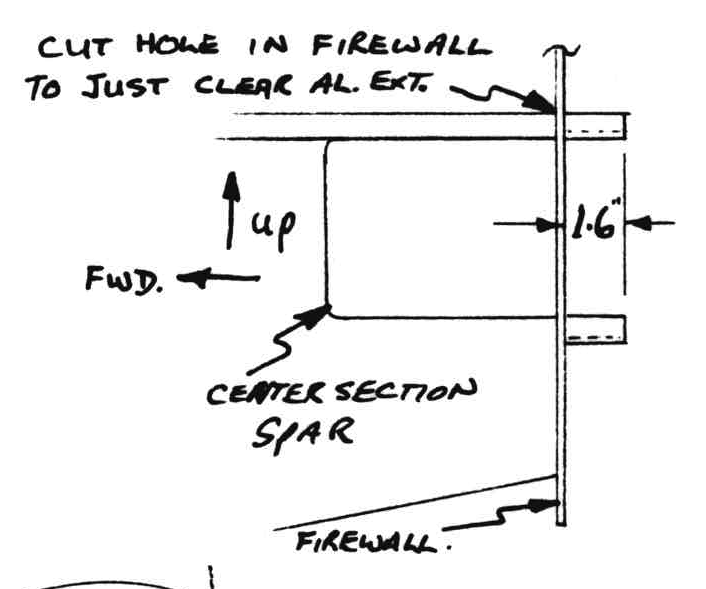 CUT HOLE IN FIREWALL
TO JUST CLEAR AL. EXT.
up
1.6"
FWD.
CENTER SECTION
SPAR
FIREWALL.